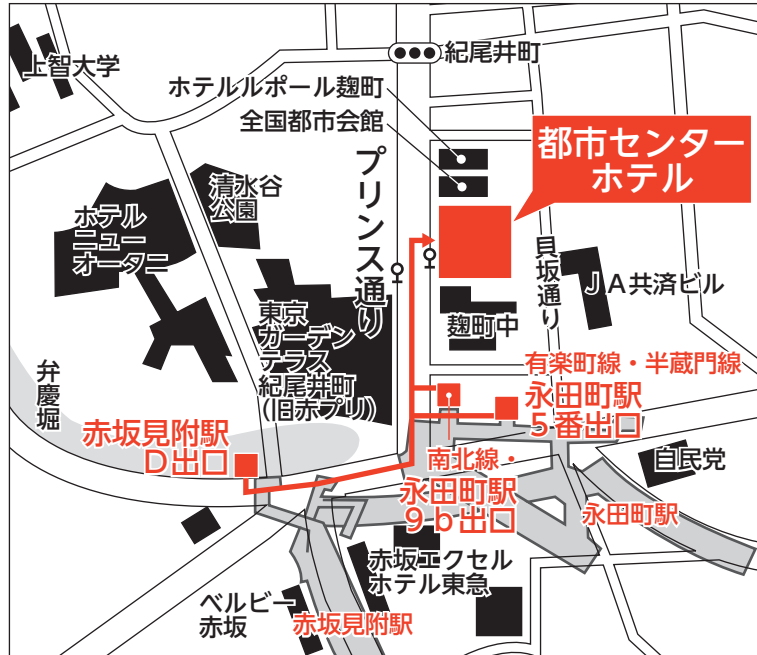 上智大学
紀尾井町
ホテルルポール麹町
全国都市会館
都市センター
ホテル
プリンス通り
清水谷
公園
ホテル
ニュー
オータニ
貝坂通り
ＪＡ共済ビル
麹町中
東京
ガーデン
テラス
紀尾井町
（旧赤プリ）
弁慶堀
有楽町線・半蔵門線
永田町駅
５番出口
赤坂見附駅
Ｄ出口
南北線・
永田町駅
９ｂ出口
自民党
永田町駅
赤坂エクセル
ホテル東急
ベルビー
赤坂
赤坂見附駅